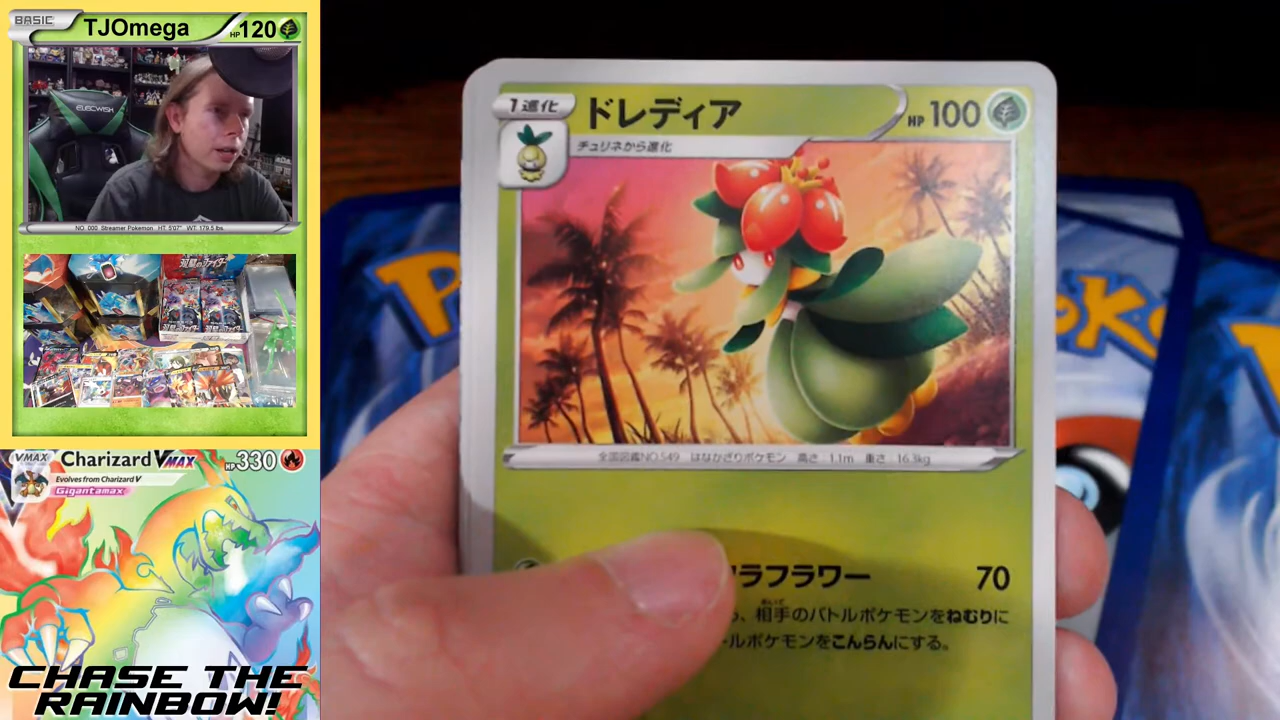 BASIC
TJOmega
HP 120
ELECWISH
NO. 000 Streamer Pokemon HT: 5'07" WT: 179.5 lbs.
VMAX
Charizard VMAX
HP 330
Evolves from Charizard V
Gigantamax
CHASE THE
RAINBOW!
1進化
ドレディア
HP 100
チュリネから進化
全国図鑑NO.549 はなかざりポケモン 高さ:1.1m 重さ:16.3kg
ラフラワー 70
、相手のバトルポケモンをねむりに
ルポケモンをこんらんにする。